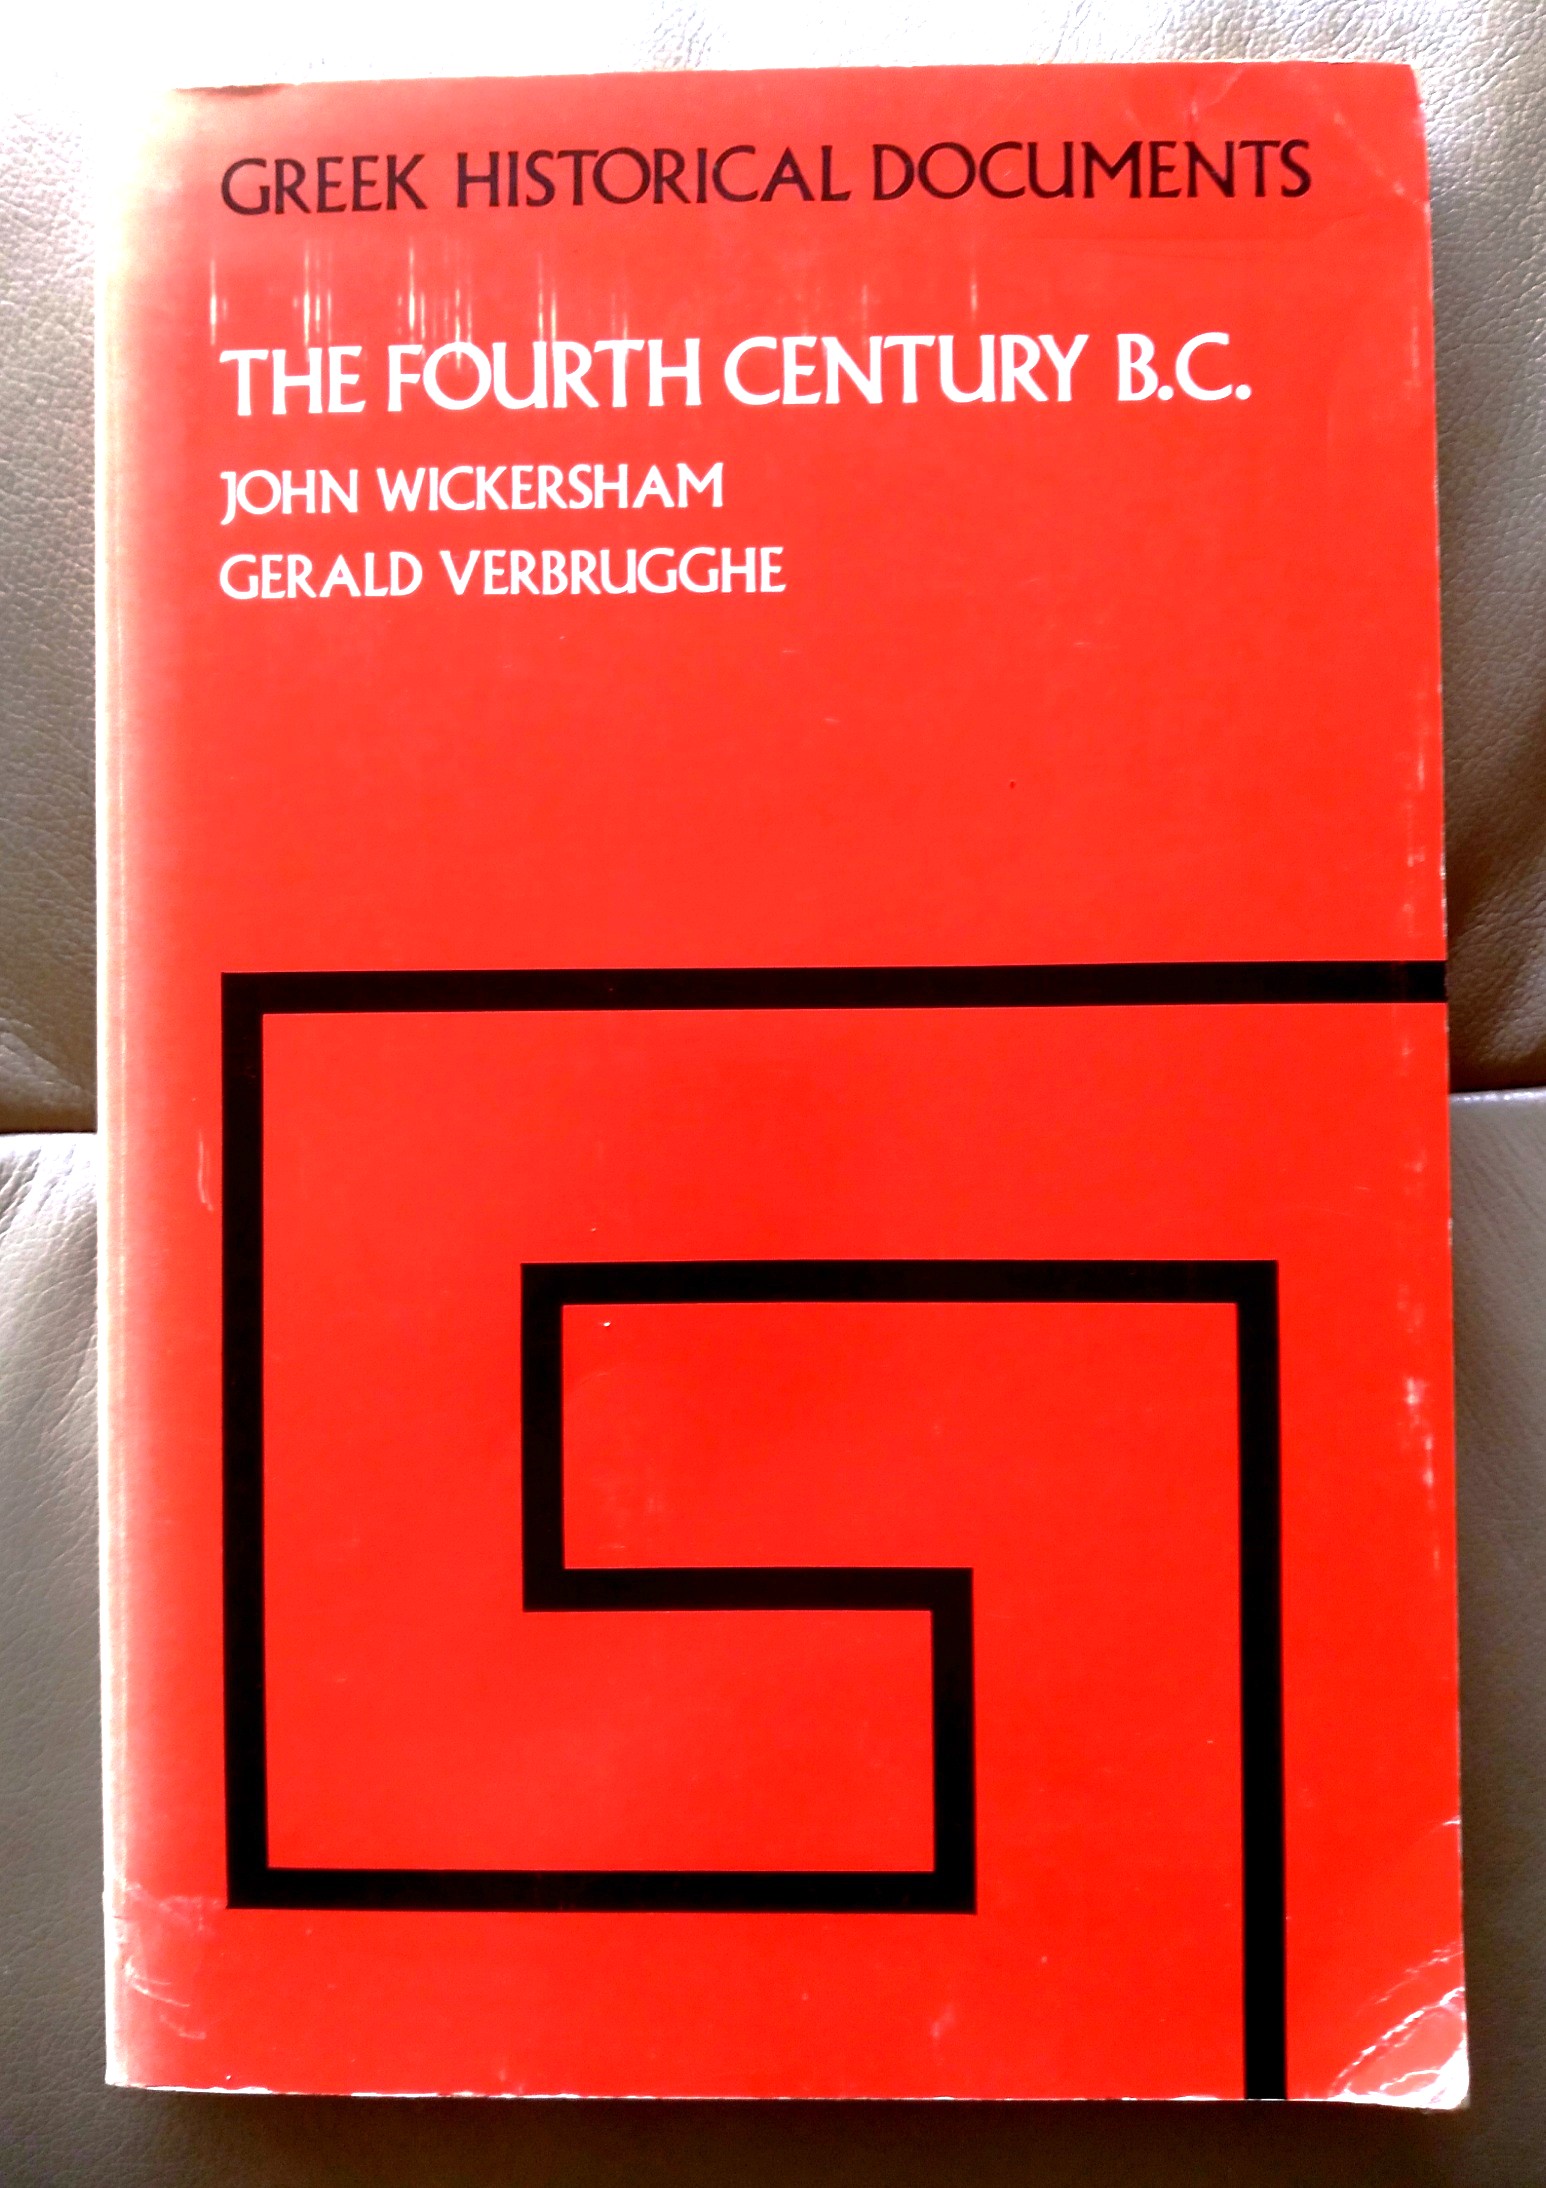 GREEK HISTORICAL DOCUMENTS
THE FOURTH CENTURY B.C.
JOHN WICKERSHAM
GERALD VERBRUGGHE